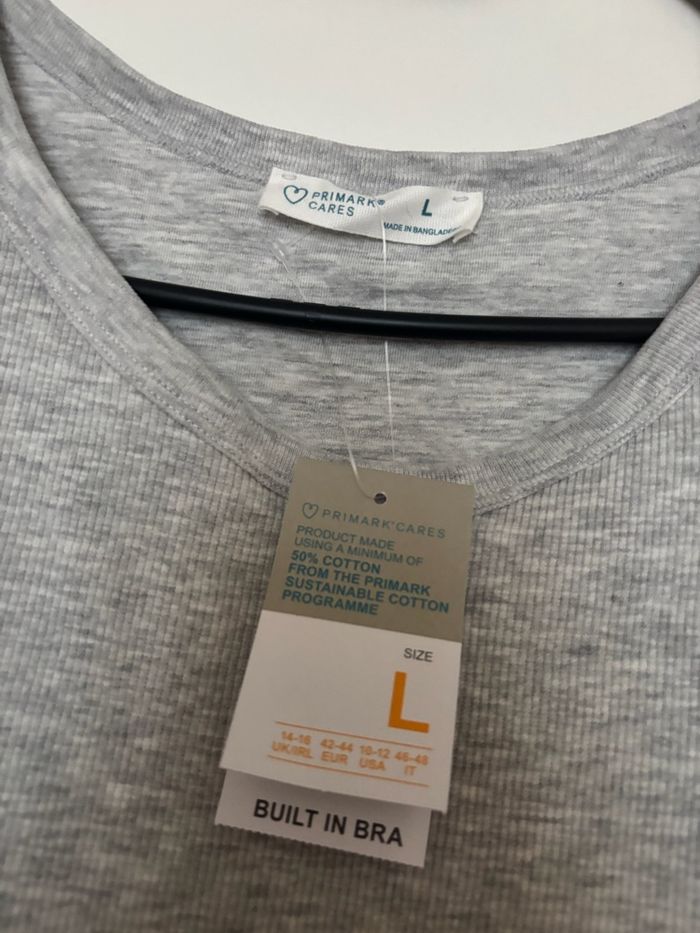 PRIMARK®
CARES
L
MADE IN BANGLADESH
PRIMARK® CARES
PRODUCT MADE
USING A MINIMUM OF
50% COTTON
FROM THE PRIMARK
SUSTAINABLE COTTON
PROGRAMME
SIZE
L
14-16 42-44 10-12 46-48
UK/IRL EUR USA IT
BUILT IN BRA